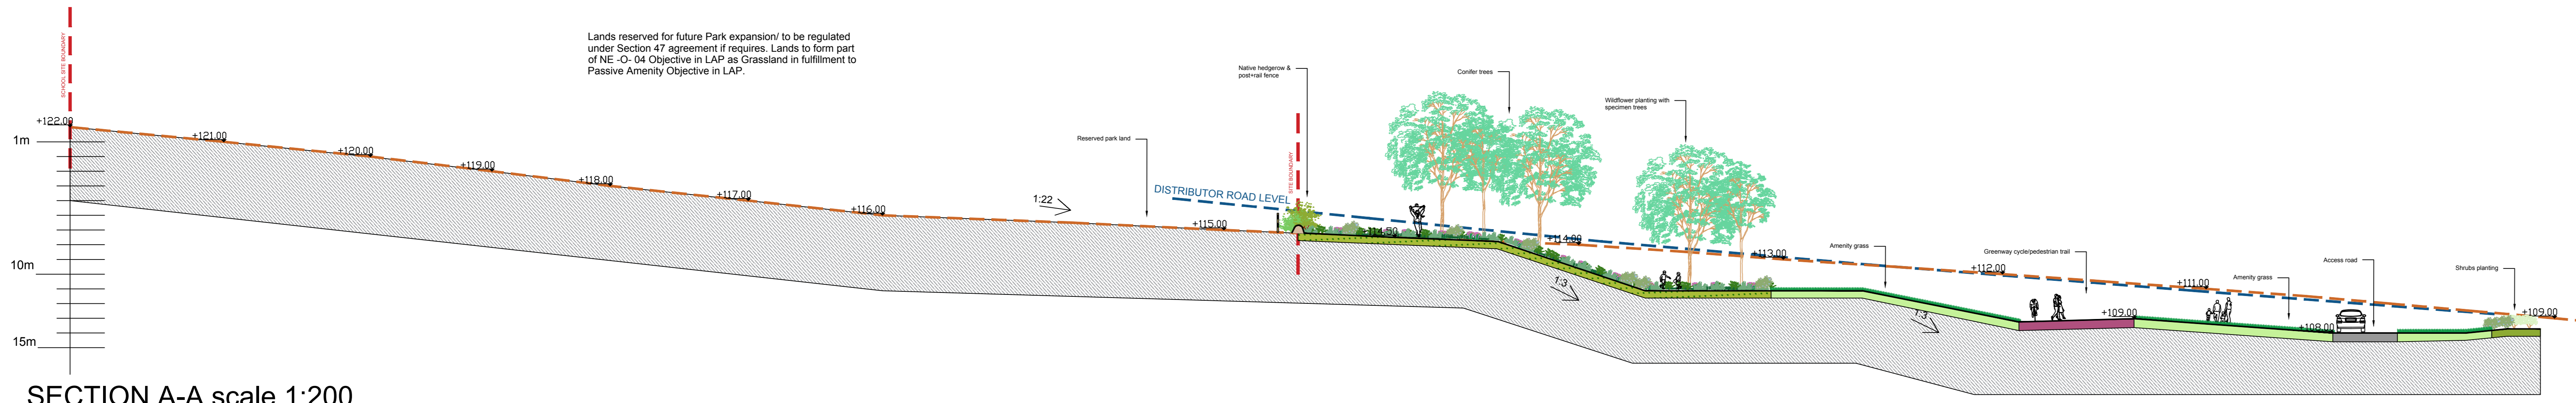 SCHOOL SITE BOUNDARY
Lands reserved for future Park expansion/ to be regulated
under Section 47 agreement if requires. Lands to form part
of NE -O- 04 Objective in LAP as Grassland in fulfillment to
Passive Amenity Objective in LAP.
Native hedgerow &
post+rail fence
Conifer trees
Wildflower planting with
specimen trees
+122.00
1m
+121.00
+120.00
+119.00
+118.00
+117.00
+116.00
Reserved park land
1:22
DISTRIBUTOR ROAD LEVEL
SITE BOUNDARY
+115.00
+114.50
+114.00
+113.00
Amenity grass
Greenway cycle/pedestrian trail
+112.00
+111.00
Amenity grass
Access road
Shrubs planting
10m
1:3
1:3
+109.00
+108.00
+109.00
15m
SECTION A-A scale 1:200